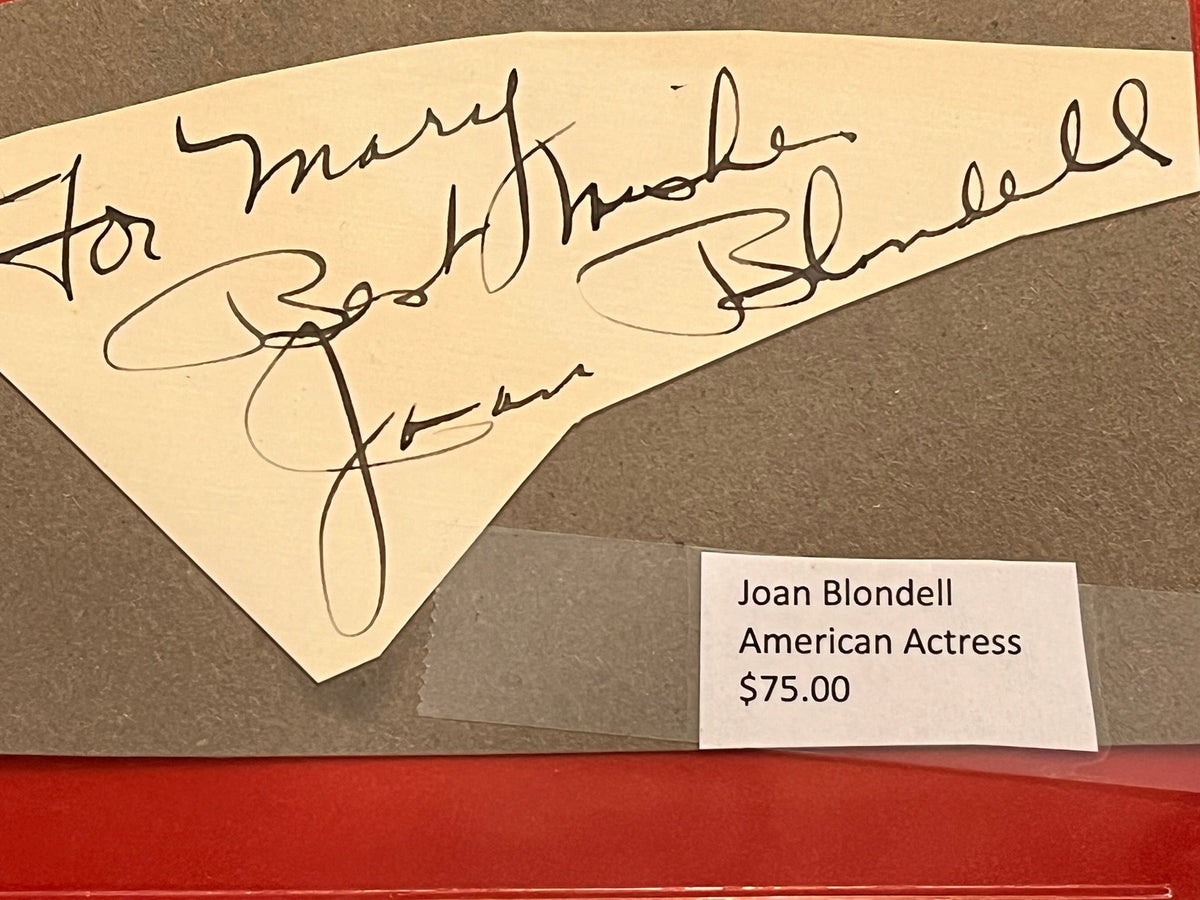 For Mary
Best Wishes
Joan Blondell
Joan Blondell
American Actress
$75.00